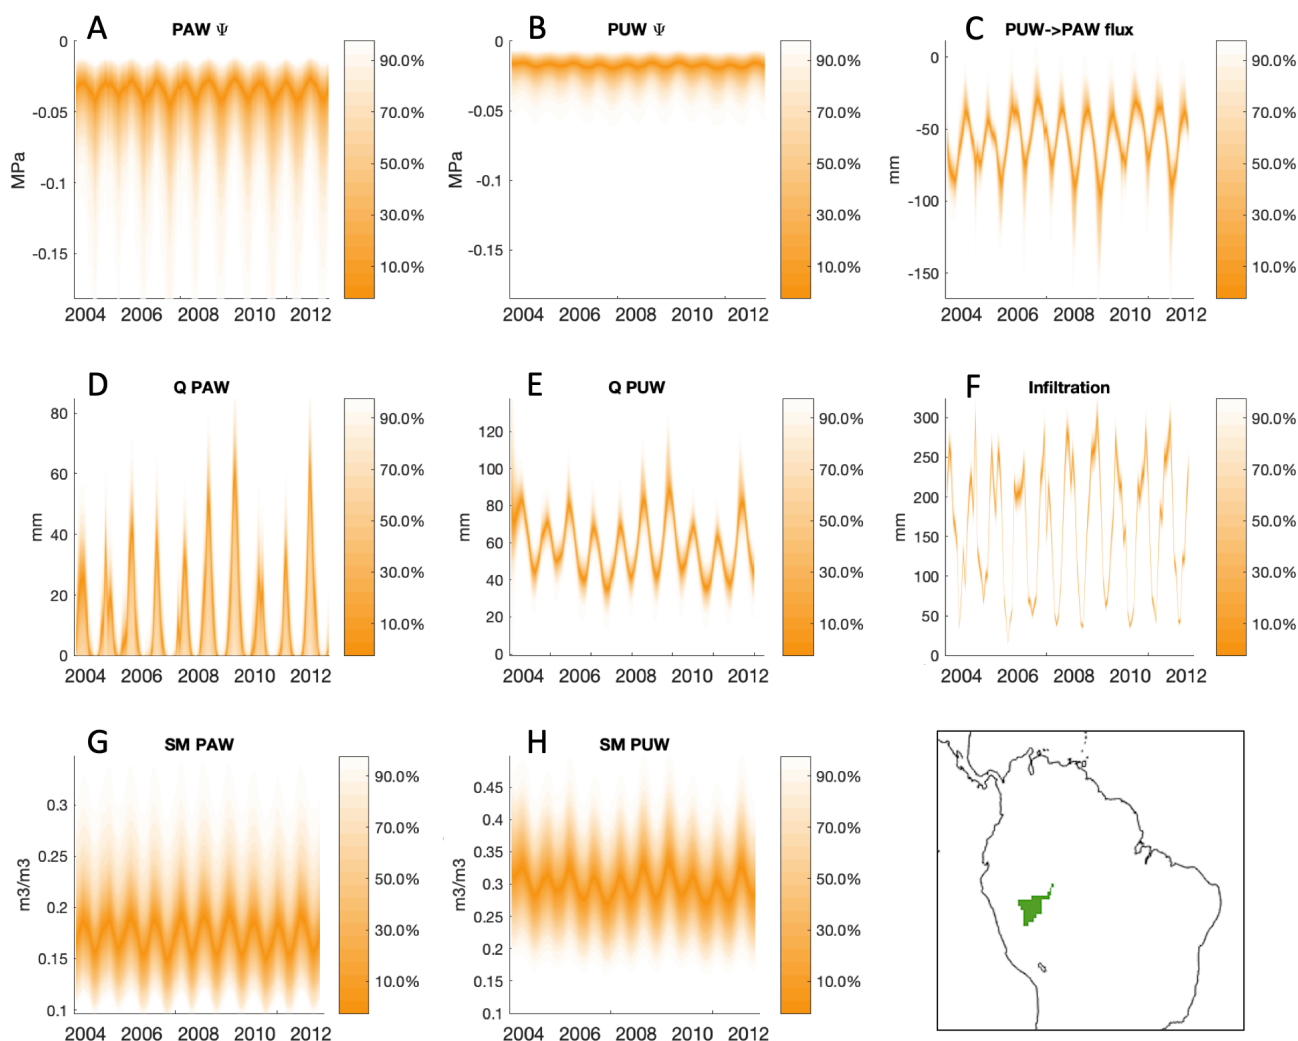 A
PAW Ψ
0
-0.05
-0.1
-0.15
MPa
2004 2006 2008 2010 2012
90.0%
70.0%
50.0%
30.0%
10.0%
B
PUW Ψ
0
-0.05
-0.1
-0.15
MPa
2004 2006 2008 2010 2012
90.0%
70.0%
50.0%
30.0%
10.0%
C
PUW->PAW flux
0
-50
-100
-150
mm
2004 2006 2008 2010 2012
90.0%
70.0%
50.0%
30.0%
10.0%
D
Q PAW
80
60
40
20
0
mm
2004 2006 2008 2010 2012
90.0%
70.0%
50.0%
30.0%
10.0%
E
Q PUW
120
100
80
60
40
20
0
mm
2004 2006 2008 2010 2012
90.0%
70.0%
50.0%
30.0%
10.0%
F
Infiltration
300
250
200
150
100
50
0
mm
2004 2006 2008 2010 2012
90.0%
70.0%
50.0%
30.0%
10.0%
G
SM PAW
0.3
0.25
0.2
0.15
0.1
m3/m3
2004 2006 2008 2010 2012
90.0%
70.0%
50.0%
30.0%
10.0%
H
SM PUW
0.45
0.4
0.35
0.3
0.25
0.2
0.15
0.1
m3/m3
2004 2006 2008 2010 2012
90.0%
70.0%
50.0%
30.0%
10.0%